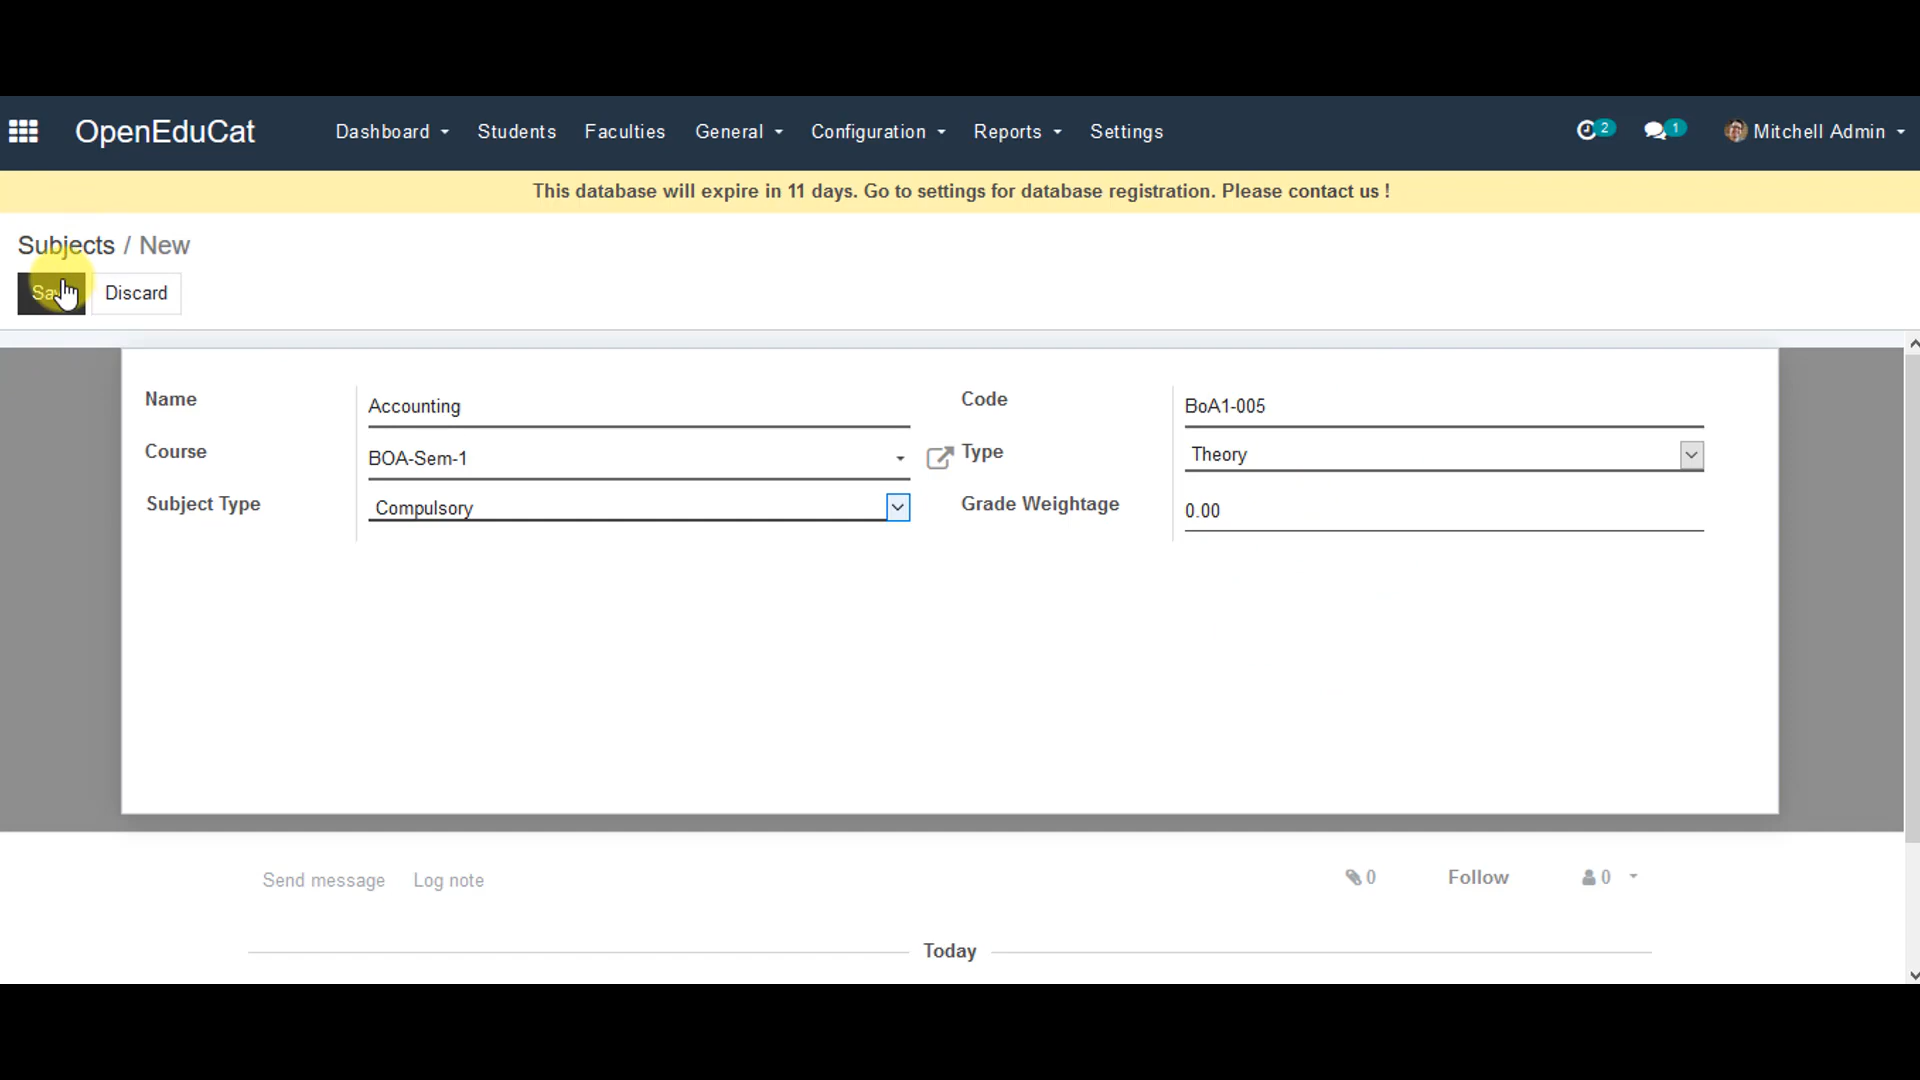 OpenEduCat Dashboard Students Faculties General Configuration Reports Settings 2 1 Mitchell Admin
This database will expire in 11 days. Go to settings for database registration. Please contact us !
Subjects / New
Discard
Name Accounting Code BoA1-005
Course BOA-Sem-1 Type Theory
Subject Type Compulsory Grade Weightage 0.00
Send message Log note 0 Follow 0
Today